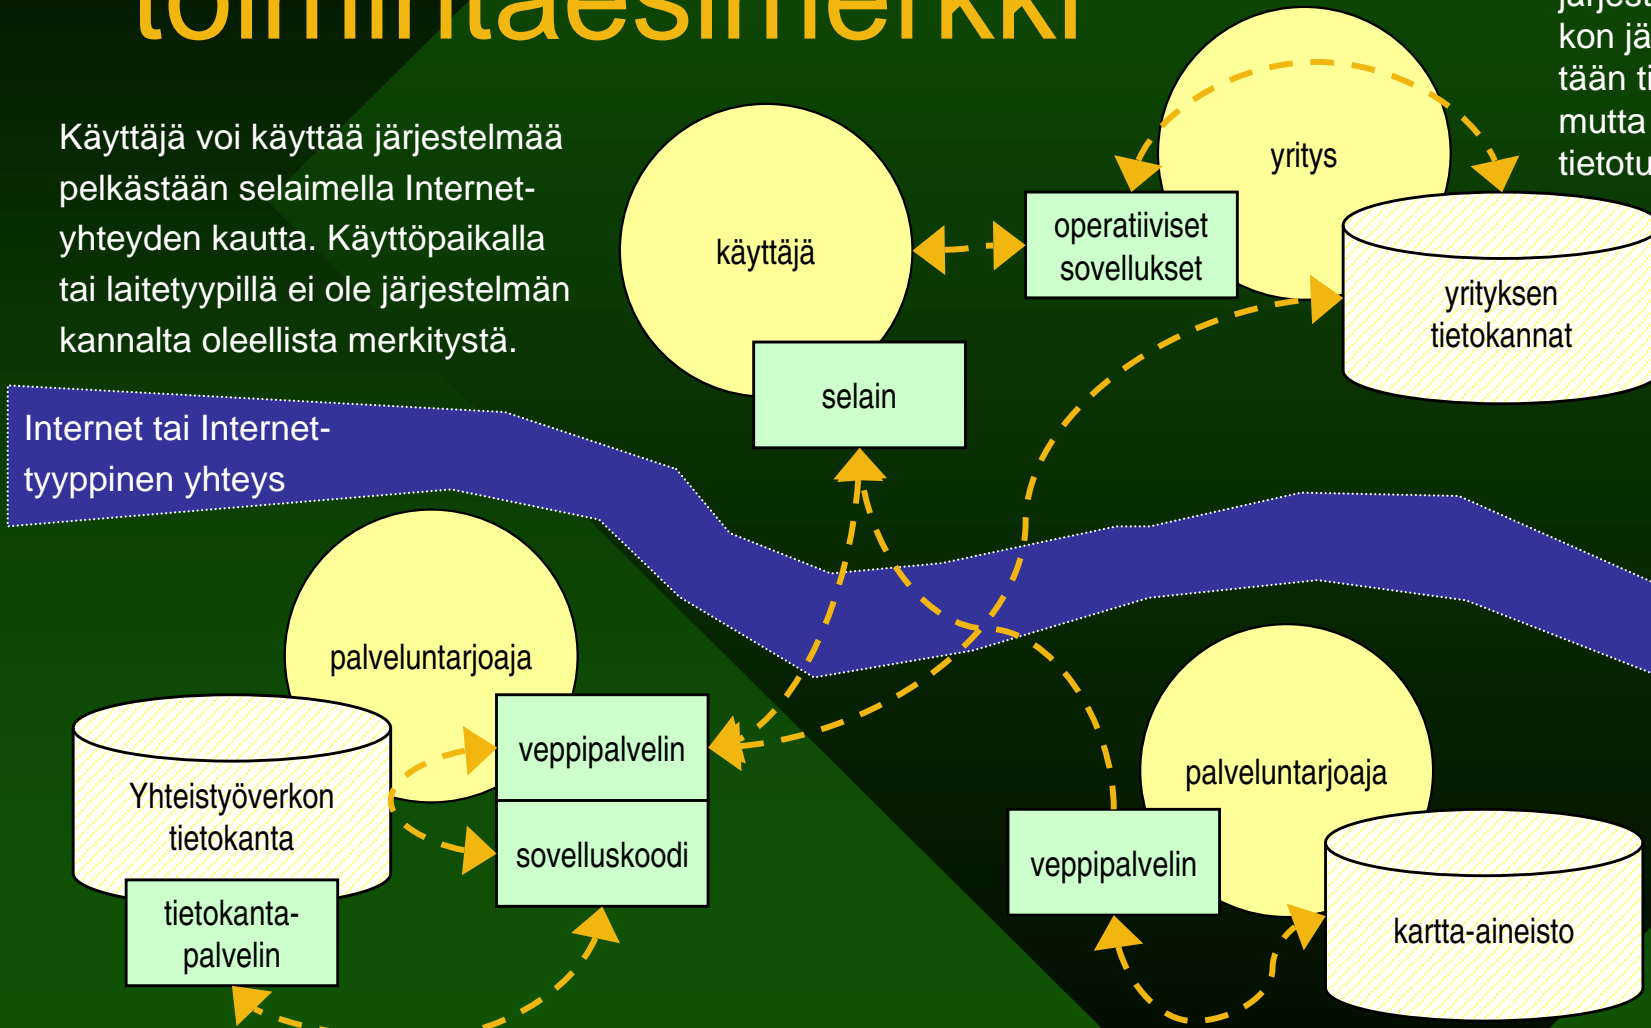 toimintaesimerkki
Käyttäjä voi käyttää järjestelmää
pelkästään selaimella Internet-
yhteyden kautta. Käyttöpaikalla
tai laitetyypillä ei ole järjestelmän
kannalta oleellista merkitystä.
kon jä
tään ti
mutta
tietotu
yritys
käyttäjä
operatiiviset
sovellukset
yrityksen
tietokannat
selain
Internet tai Internet-
tyyppinen yhteys
palveluntarjoaja
veppipalvelin
sovelluskoodi
Yhteistyöverkon
tietokanta
tietokanta-
palvelin
palveluntarjoaja
veppipalvelin
kartta-aineisto